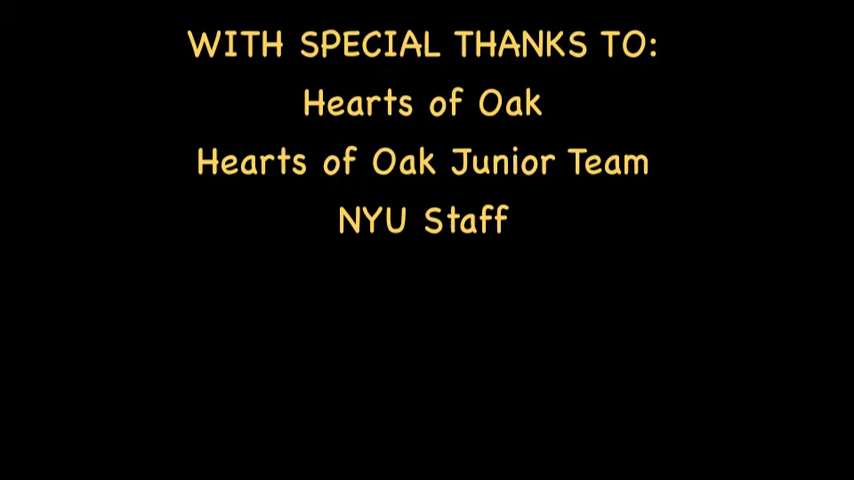 WITH SPECIAL THANKS TO:
Hearts of Oak
Hearts of Oak Junior Team
NYU Staff